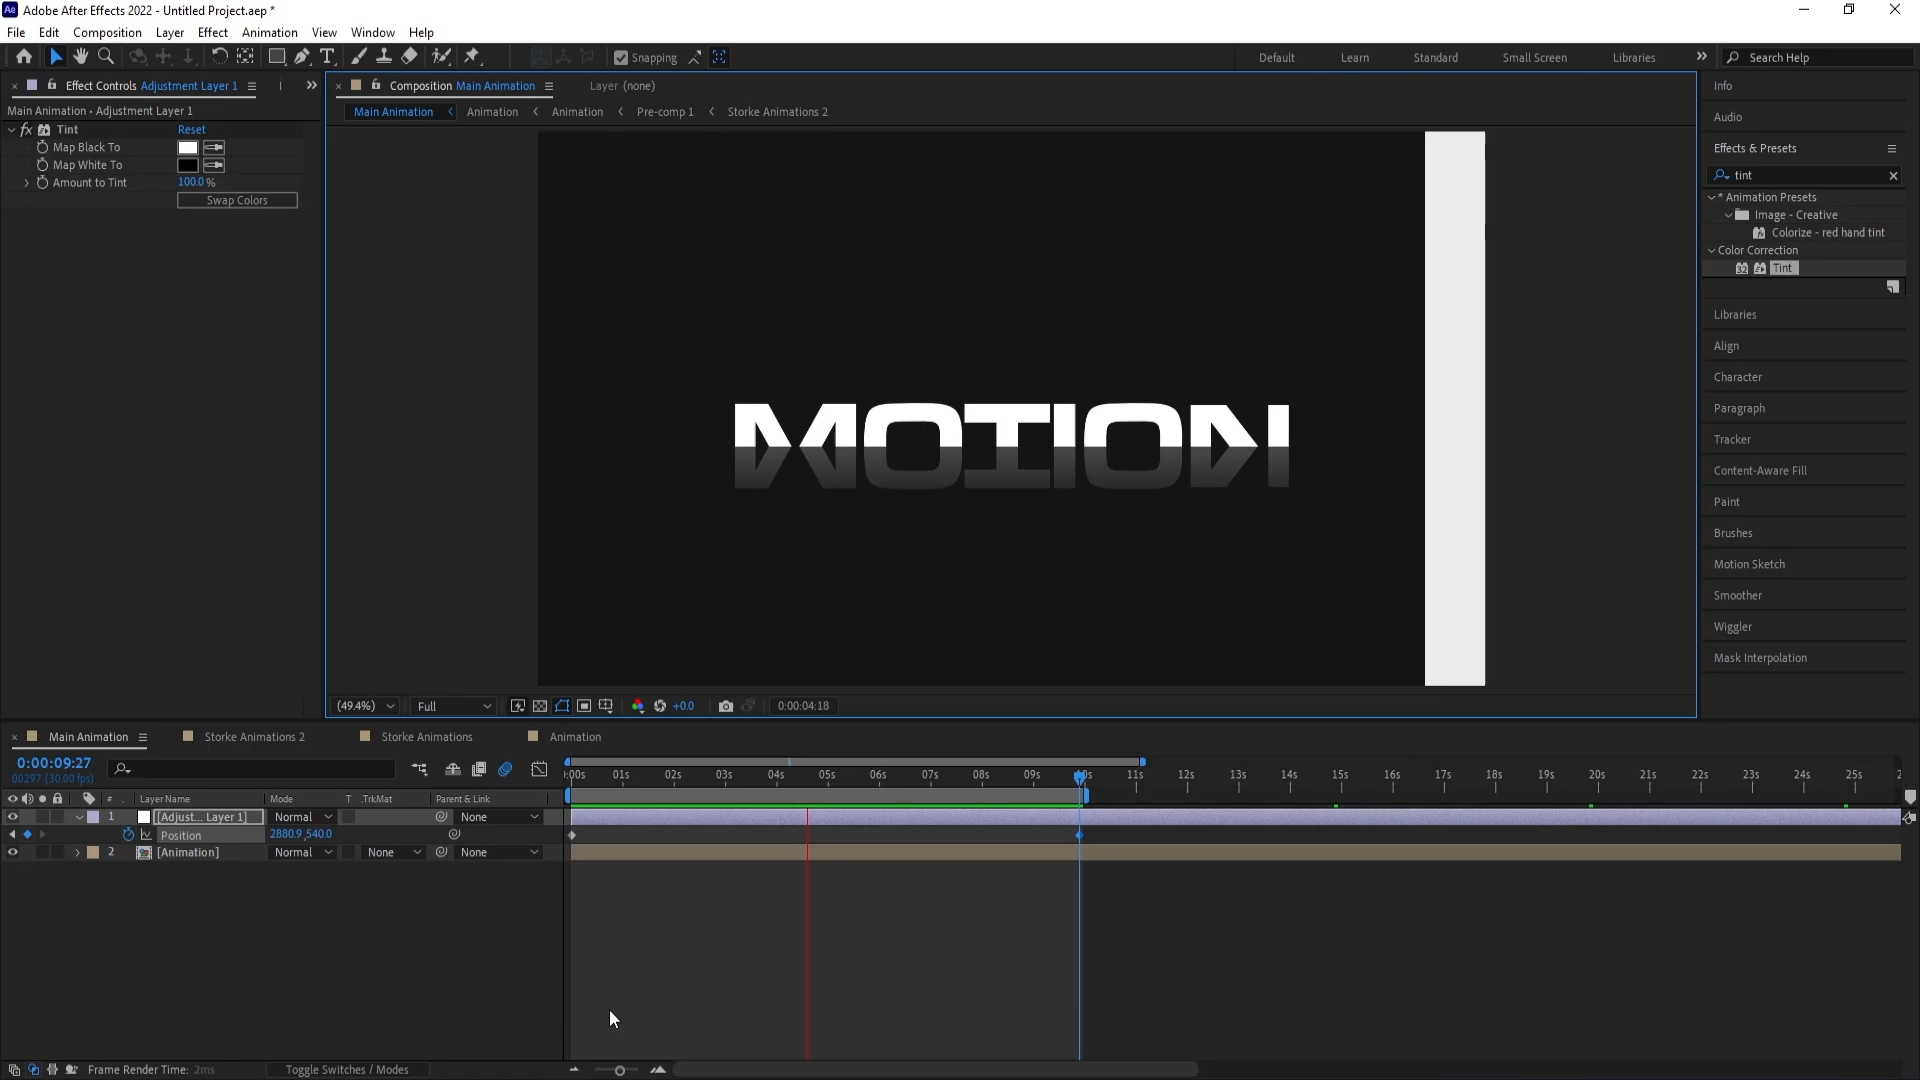 Ae Adobe After Effects 2022 - Untitled Project.aep *
File Edit Composition Layer Effect Animation View Window Help
Snapping
Default Learn Standard Small Screen Libraries Search Help
Effect Controls Adjustment Layer 1
Composition Main Animation
Layer (none)
Info
Main Animation • Adjustment Layer 1
Main Animation Animation Animation Pre-comp 1 Storke Animations 2
Audio
fx Tint Reset
Map Black To
Map White To
Amount to Tint 100.0 %
Swap Colors
Effects & Presets
tint
* Animation Presets
Image - Creative
Colorize - red hand tint
Color Correction
Tint
Libraries
Align
Character
Paragraph
Tracker
Content-Aware Fill
Paint
Brushes
Motion Sketch
Smoother
Wiggler
Mask Interpolation
MOTION
(49.4%) Full +0.0 0:00:04:18
Main Animation Storke Animations 2 Storke Animations Animation
0:00:09:27
00297 (30.00 fps)
:00s 01s 02s 03s 04s 05s 06s 07s 08s 09s 10s 11s 12s 13s 14s 15s 16s 17s 18s 19s 20s 21s 22s 23s 24s 25s 2
# Layer Name Mode T .TrkMat Parent & Link
1 [Adjust... Layer 1] Normal None
Position 2880.9,540.0
2 [Animation] Normal None None
Frame Render Time: 2ms Toggle Switches / Modes